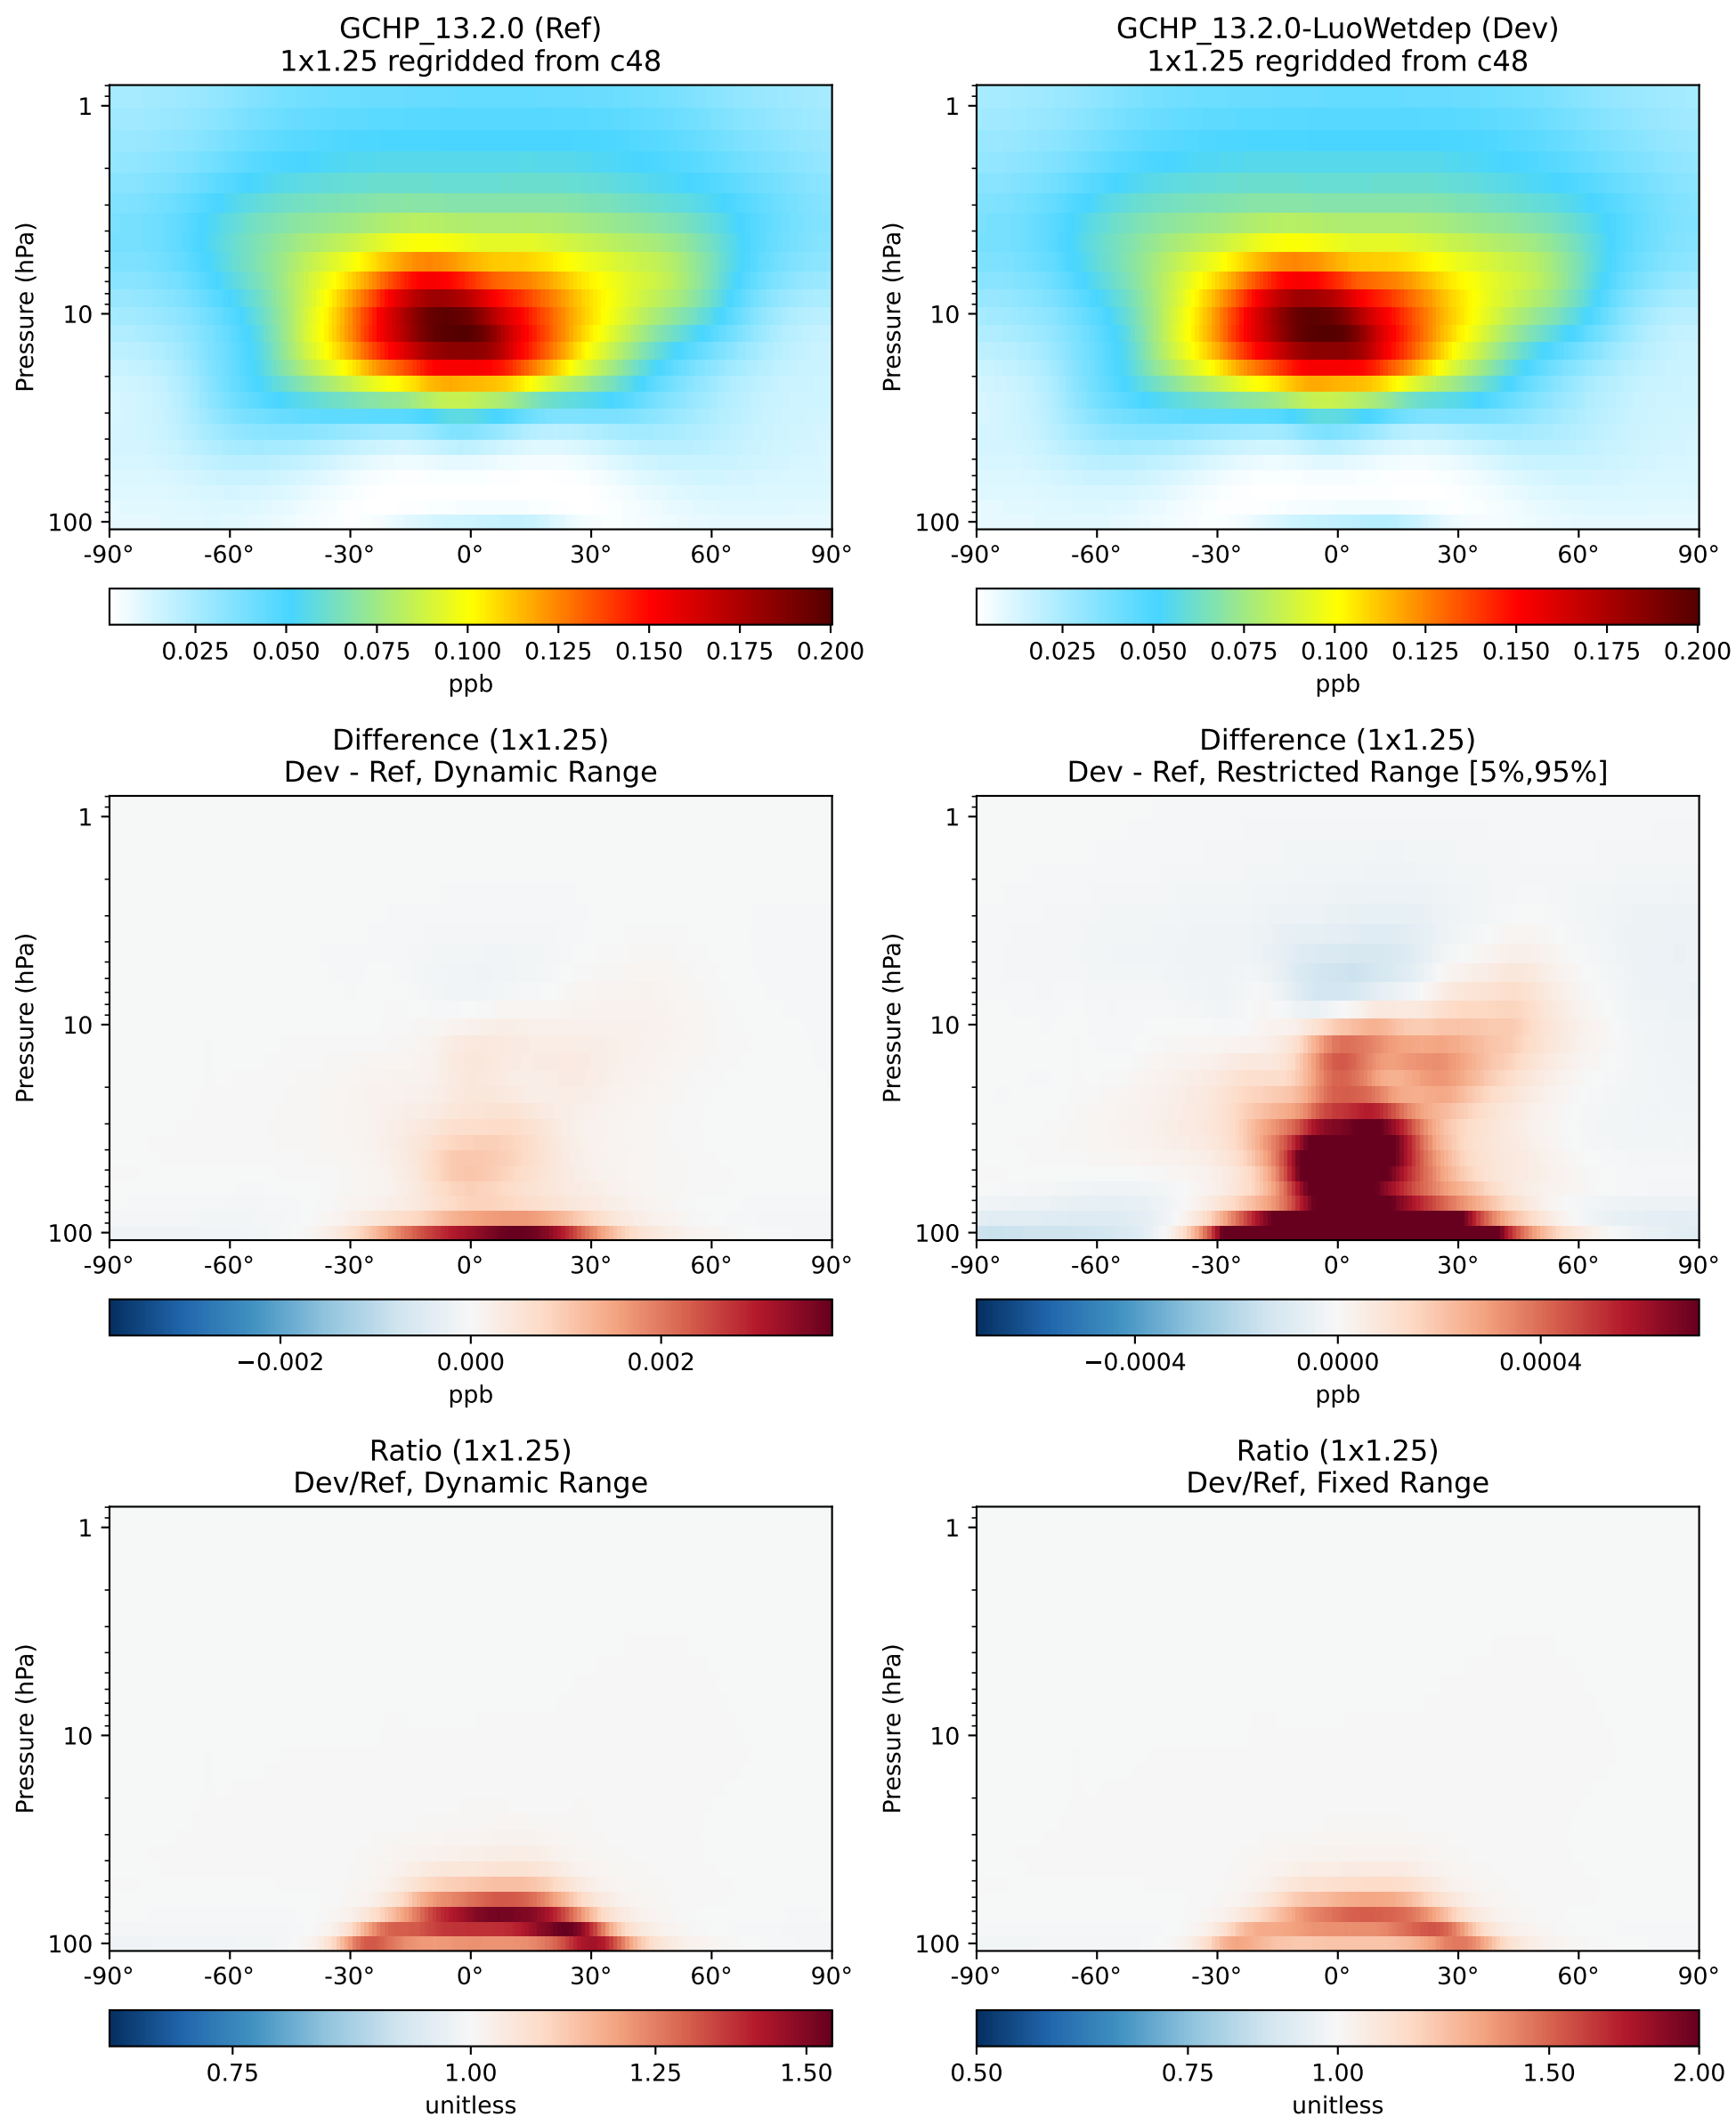 GCHP_13.2.0 (Ref)
1x1.25 regridded from c48
Pressure (hPa)
1
10
100
-90° -60° -30° 0° 30° 60° 90°
0.025 0.050 0.075 0.100 0.125 0.150 0.175 0.200
ppb
GCHP_13.2.0-LuoWetdep (Dev)
1x1.25 regridded from c48
Pressure (hPa)
1
10
100
-90° -60° -30° 0° 30° 60° 90°
0.025 0.050 0.075 0.100 0.125 0.150 0.175 0.200
ppb
Difference (1x1.25)
Dev - Ref, Dynamic Range
Pressure (hPa)
1
10
100
-90° -60° -30° 0° 30° 60° 90°
−0.002 0.000 0.002
ppb
Difference (1x1.25)
Dev - Ref, Restricted Range [5%,95%]
Pressure (hPa)
1
10
100
-90° -60° -30° 0° 30° 60° 90°
−0.0004 0.0000 0.0004
ppb
Ratio (1x1.25)
Dev/Ref, Dynamic Range
Pressure (hPa)
1
10
100
-90° -60° -30° 0° 30° 60° 90°
0.75 1.00 1.25 1.50
unitless
Ratio (1x1.25)
Dev/Ref, Fixed Range
Pressure (hPa)
1
10
100
-90° -60° -30° 0° 30° 60° 90°
0.50 0.75 1.00 1.50 2.00
unitless